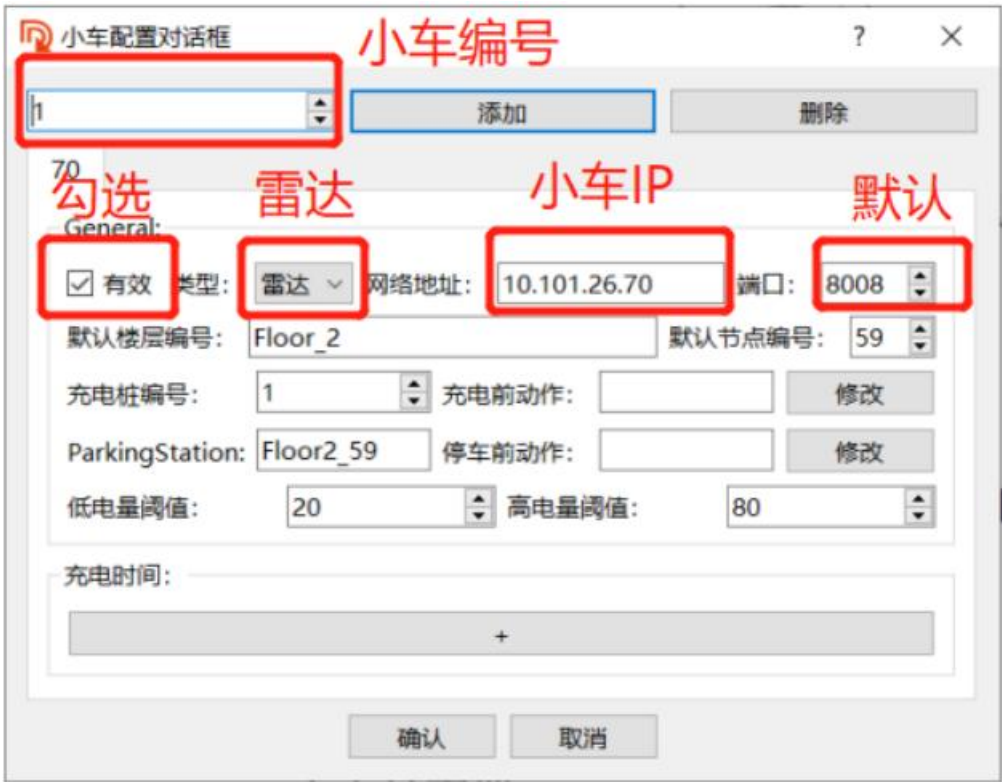 小车配置对话框
小车编号
1 添加 删除
70
勾选 雷达 小车IP 默认
General:
有效 类型: 雷达 网络地址: 10.101.26.70 端口: 8008
默认楼层编号: Floor_2 默认节点编号: 59
充电桩编号: 1 充电前动作: 修改
ParkingStation: Floor2_59 停车前动作: 修改
低电量阈值: 20 高电量阈值: 80
充电时间:
+
确认 取消